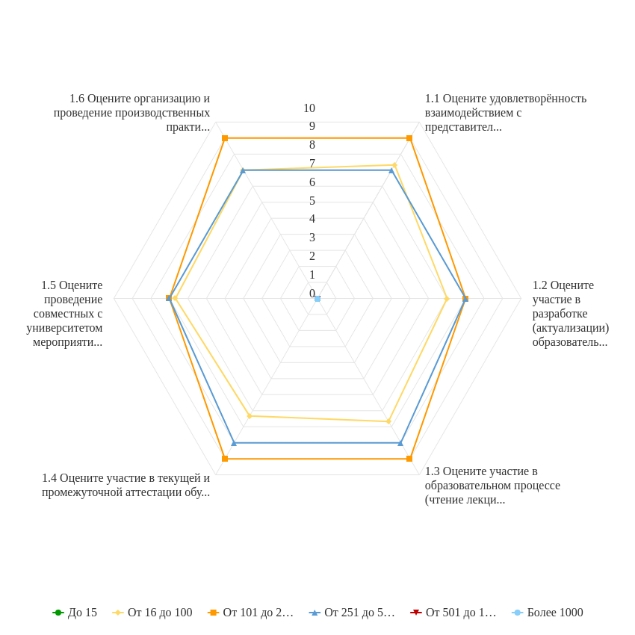 1.6 Оцените организацию и
проведение производственных
практи...
1.1 Оцените удовлетворённость
взаимодействием с
представител...
10
9
8
7
6
5
4
3
2
1
0
1.5 Оцените
проведение
совместных с
университетом
мероприяти...
1.2 Оцените
участие в
разработке
(актуализации)
образователь...
1.4 Оцените участие в текущей и
промежуточной аттестации обу...
1.3 Оцените участие в
образовательном процессе
(чтение лекци...
До 15 От 16 до 100 От 101 до 2… От 251 до 5… От 501 до 1… Более 1000